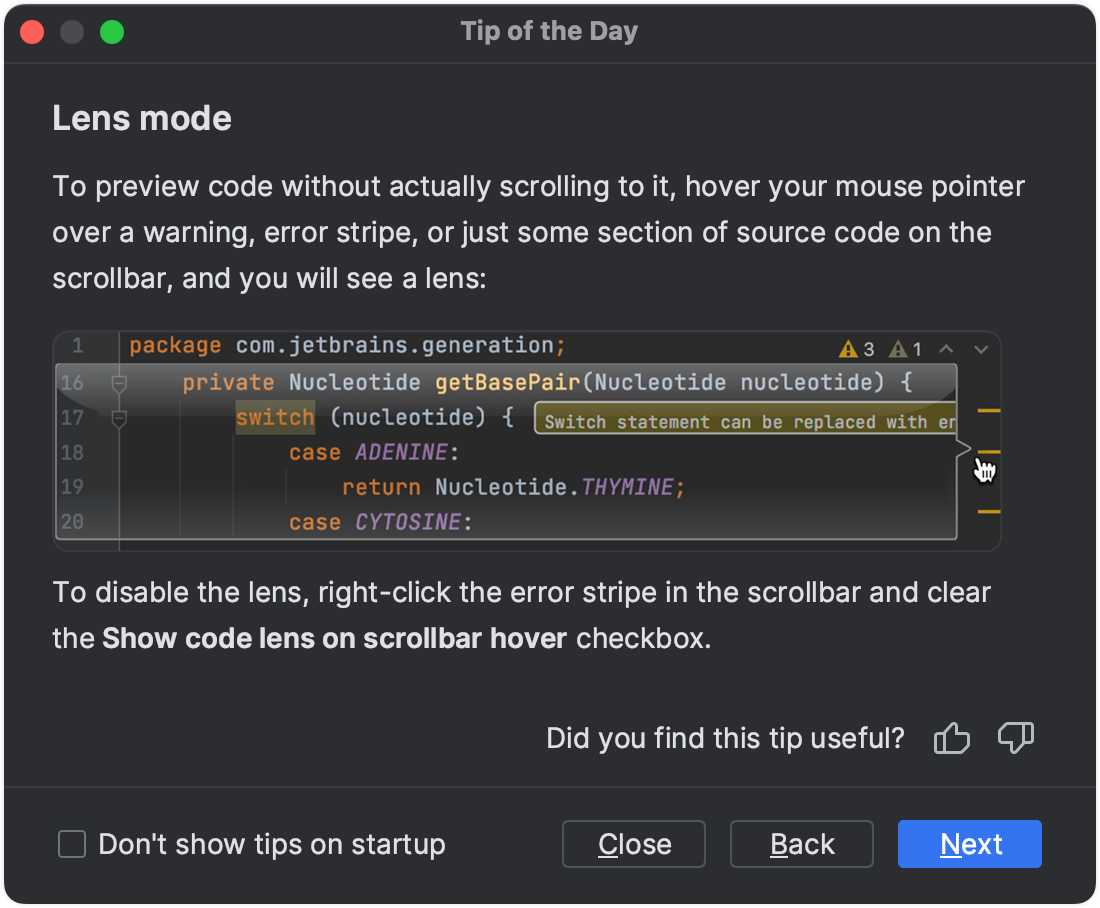 Tip of the Day
Lens mode
To preview code without actually scrolling to it, hover your mouse pointer
over a warning, error stripe, or just some section of source code on the
scrollbar, and you will see a lens:
1 package com.jetbrains.generation; 3 1
16 private Nucleotide getBasePair(Nucleotide nucleotide) {
17 switch (nucleotide) { Switch statement can be replaced with en
18 case ADENINE:
19 return Nucleotide.THYMINE;
20 case CYTOSINE:
To disable the lens, right-click the error stripe in the scrollbar and clear
the Show code lens on scrollbar hover checkbox.
Did you find this tip useful?
Don't show tips on startup Close Back Next